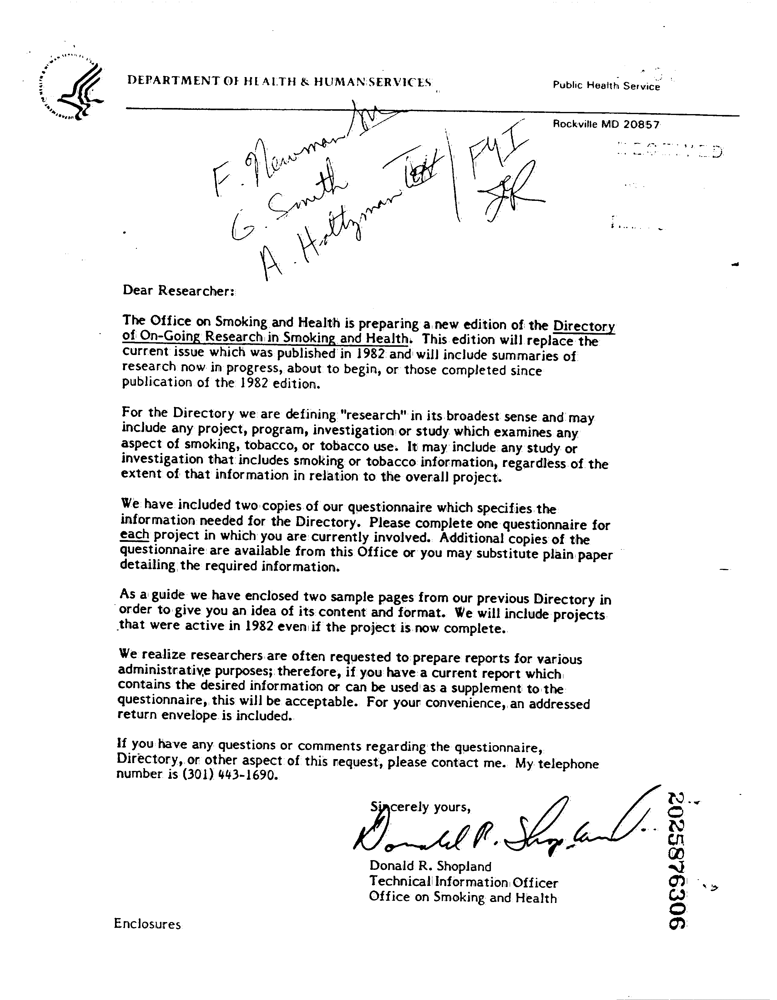 DEPARTMENT OF HEALTH & HUMAN SERVICES
Public Health Service
Rockville MD 20857
RECEIVED
F. Newman
G. Smith
A. Holtzman
FYI
JR
Dear Researcher:
The Office on Smoking and Health is preparing a new edition of the Directory
of On-Going Research in Smoking and Health. This edition will replace the
current issue which was published in 1982 and will include summaries of
research now in progress, about to begin, or those completed since
publication of the 1982 edition.
For the Directory we are defining "research" in its broadest sense and may
include any project, program, investigation or study which examines any
aspect of smoking, tobacco, or tobacco use. It may include any study or
investigation that includes smoking or tobacco information, regardless of the
extent of that information in relation to the overall project.
We have included two copies of our questionnaire which specifies the
information needed for the Directory. Please complete one questionnaire for
each project in which you are currently involved. Additional copies of the
questionnaire are available from this Office or you may substitute plain paper
detailing the required information.
As a guide we have enclosed two sample pages from our previous Directory in
order to give you an idea of its content and format. We will include projects
that were active in 1982 even if the project is now complete.
We realize researchers are often requested to prepare reports for various
administrative purposes; therefore, if you have a current report which
contains the desired information or can be used as a supplement to the
questionnaire, this will be acceptable. For your convenience, an addressed
return envelope is included.
If you have any questions or comments regarding the questionnaire,
Directory, or other aspect of this request, please contact me. My telephone
number is (301) 443-1690.
Sincerely yours,
Donald R. Shopland
Donald R. Shopland
Technical Information Officer
Office on Smoking and Health
Enclosures
2025876306